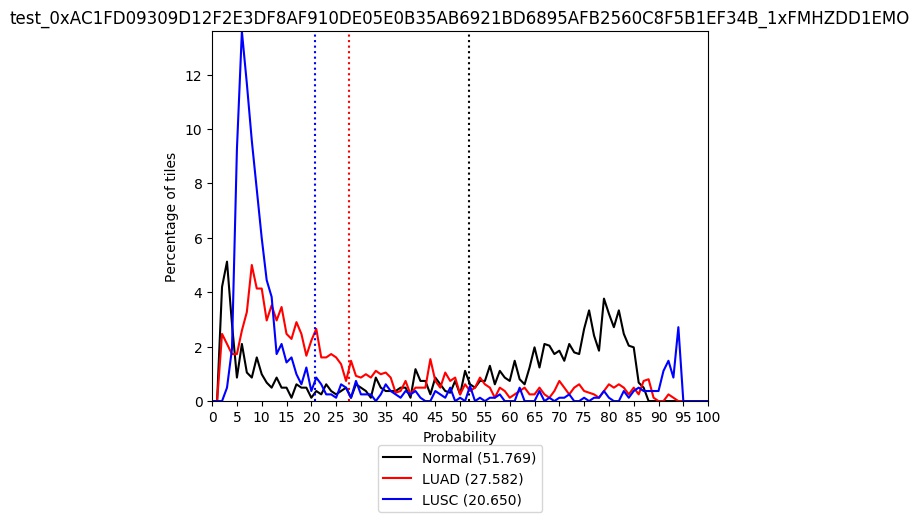 test_0xAC1FD09309D12F2E3DF8AF910DE05E0B35AB6921BD6895AFB2560C8F5B1EF34B_1xFMHZDD1EMO
12
10
8
6
4
2
0
Percentage of tiles
0 5 10 15 20 25 30 35 40 45 50 55 60 65 70 75 80 85 90 95 100
Probability
Normal (51.769)
LUAD (27.582)
LUSC (20.650)